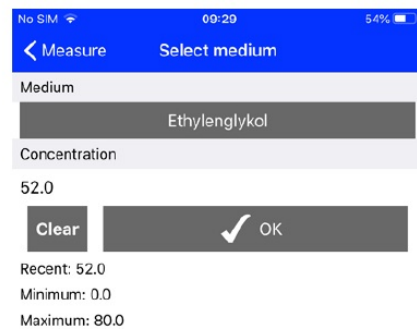 No SIM 09:29 54%
Measure Select medium
Medium
Ethylenglykol
Concentration
52.0
Clear OK
Recent: 52.0
Minimum: 0.0
Maximum: 80.0